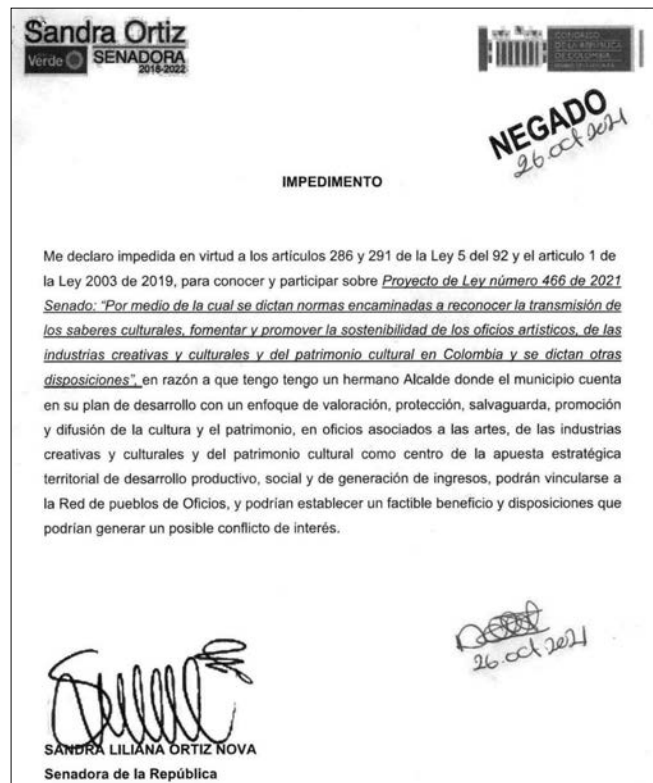 Sandra Ortiz
Verde SENADORA
2018-2022
CONGRESO
DE LA REPÚBLICA
DE COLOMBIA
NEGADO
26 oct 2021
IMPEDIMENTO
Me declaro impedida en virtud a los artículos 286 y 291 de la Ley 5 del 92 y el articulo 1 de
la Ley 2003 de 2019, para conocer y participar sobre Proyecto de Ley número 466 de 2021
Senado: "Por medio de la cual se dictan normas encaminadas a reconocer la transmisión de
los saberes culturales, fomentar y promover la sostenibilidad de los oficios artísticos, de las
industrias creativas y culturales y del patrimonio cultural en Colombia y se dictan otras
disposiciones", en razón a que tengo tengo un hermano Alcalde donde el municipio cuenta
en su plan de desarrollo con un enfoque de valoración, protección, salvaguarda, promoción
y difusión de la cultura y el patrimonio, en oficios asociados a las artes, de las industrias
creativas y culturales y del patrimonio cultural como centro de la apuesta estratégica
territorial de desarrollo productivo, social y de generación de ingresos, podrán vincularse a
la Red de pueblos de Oficios, y podrían establecer un factible beneficio y disposiciones que
podrían generar un posible conflicto de interés.
26.oct 2021
SANDRA LILIANA ORTIZ NOVA
Senadora de la República